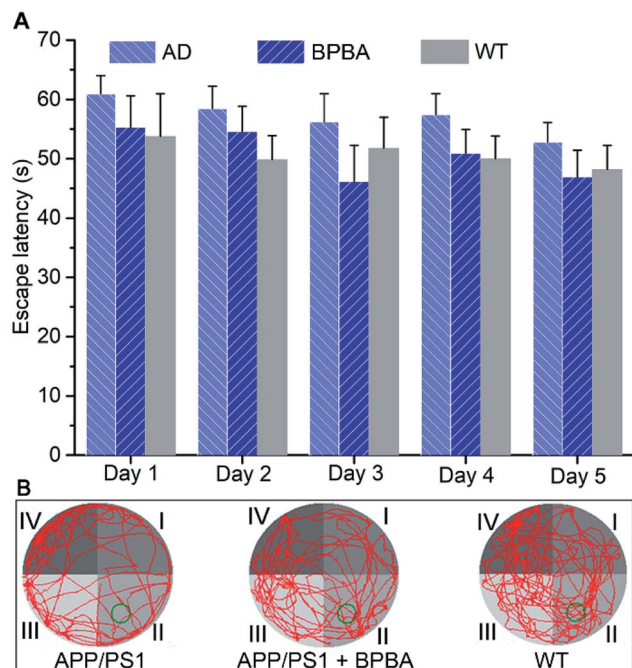 A
70
AD BPBA WT
60
50
40
30
20
10
0
Escape latency (s)
Day 1 Day 2 Day 3 Day 4 Day 5
B
IV I IV I IV I
III II III II III II
APP/PS1 APP/PS1 + BPBA WT